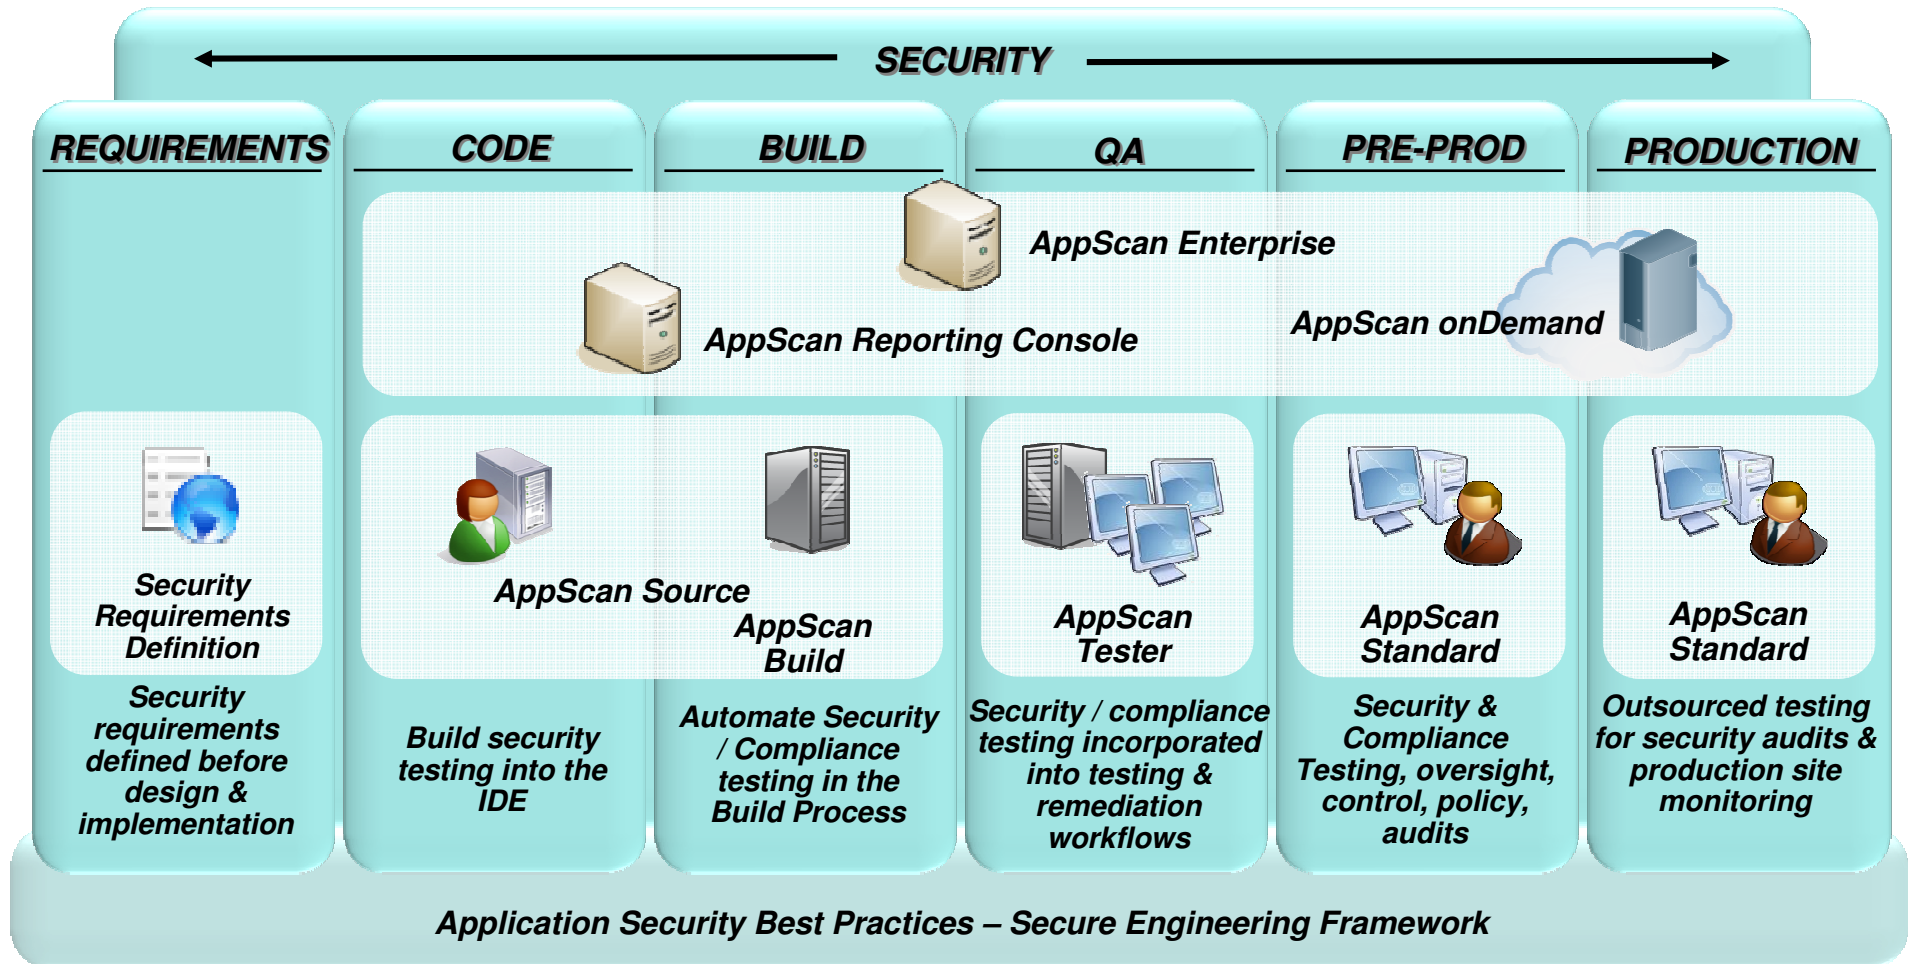 SECURITY
REQUIREMENTS
CODE
BUILD
QA
PRE-PROD
PRODUCTION
AppScan Enterprise
AppScan Reporting Console
AppScan onDemand
Security
Requirements
Definition
AppScan Source
AppScan
Build
AppScan
Tester
AppScan
Standard
AppScan
Standard
Security
requirements
defined before
design &
implementation
Build security
testing into the
IDE
Automate Security
/ Compliance
testing in the
Build Process
Security / compliance
testing incorporated
into testing &
remediation
workflows
Security &
Compliance
Testing, oversight,
control, policy,
audits
Outsourced testing
for security audits &
production site
monitoring
Application Security Best Practices – Secure Engineering Framework